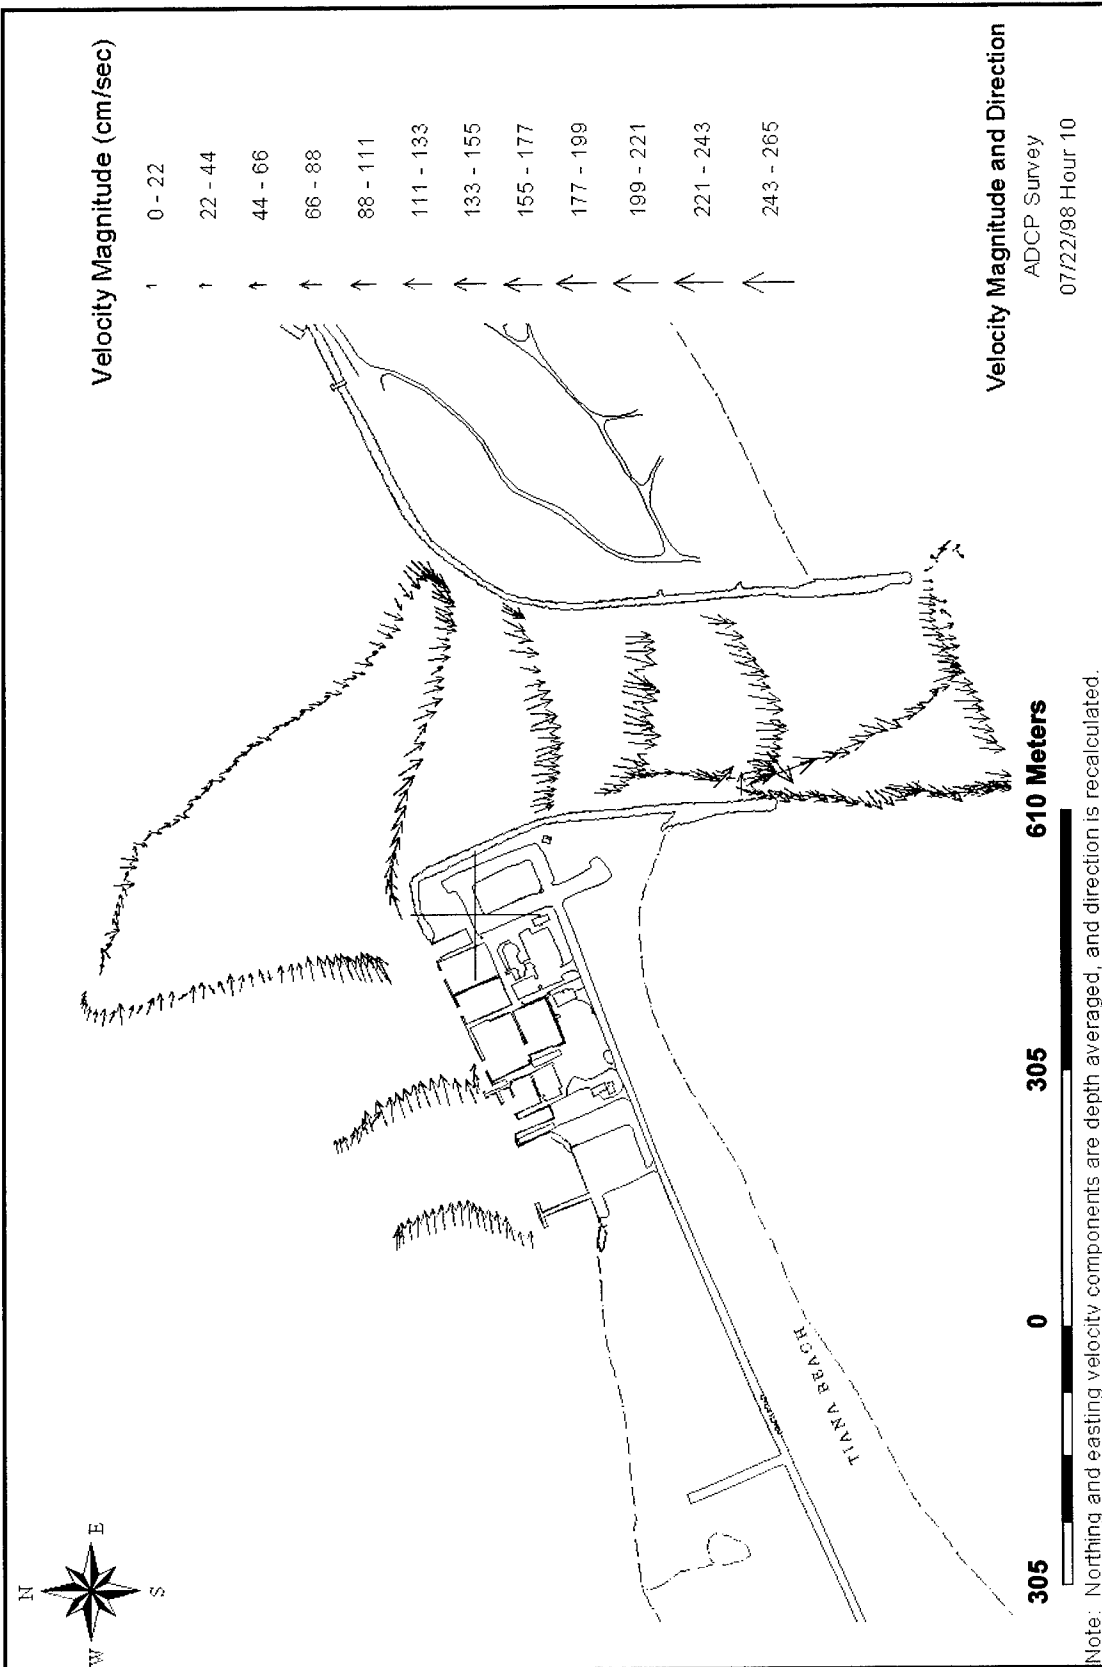 N
W
E
S
Velocity Magnitude (cm/sec)
0 - 22
22 - 44
44 - 66
66 - 88
88 - 111
111 - 133
133 - 155
155 - 177
177 - 199
199 - 221
221 - 243
243 - 265
TIANA BEACH
Velocity Magnitude and Direction
ADCP Survey
07/22/98 Hour 10
305
0
305
610 Meters
Note: Northing and easting velocity components are depth averaged, and direction is recalculated.